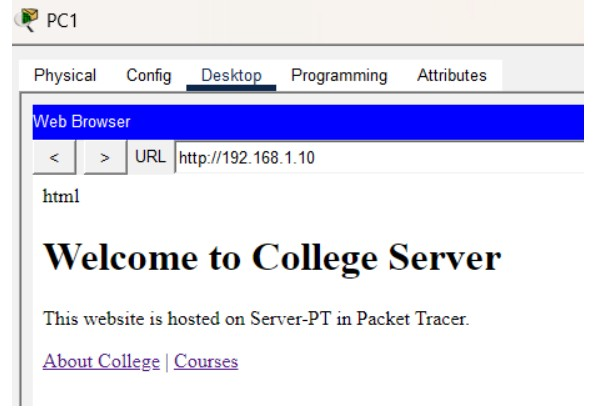 PC1
Physical Config Desktop Programming Attributes
Web Browser
< > URL http://192.168.1.10
html
Welcome to College Server
This website is hosted on Server-PT in Packet Tracer.
About College | Courses